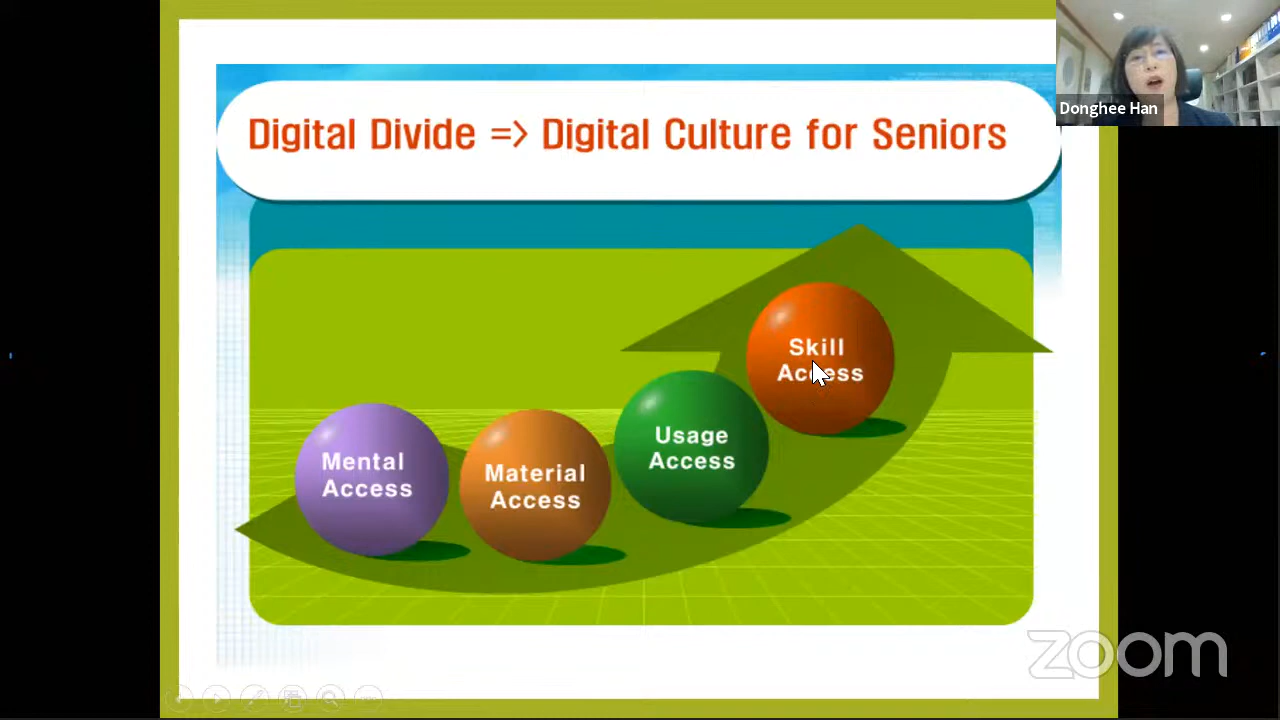 Digital Divide => Digital Culture for Seniors
Donghee Han
Skill
Access
Usage
Access
Mental
Access
Material
Access
zoom